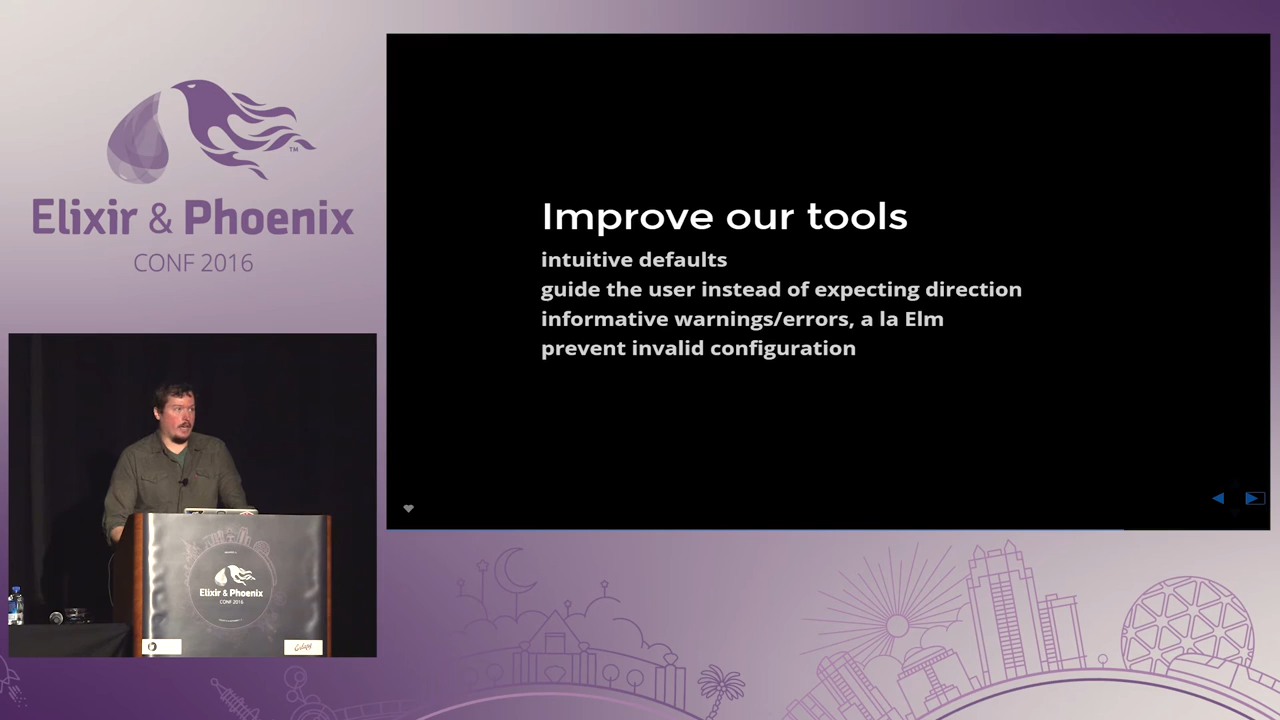 TM
Elixir & Phoenix
CONF 2016
Improve our tools
intuitive defaults
guide the user instead of expecting direction
informative warnings/errors, a la Elm
prevent invalid configuration
Elixir & Phoenix
CONF 2016